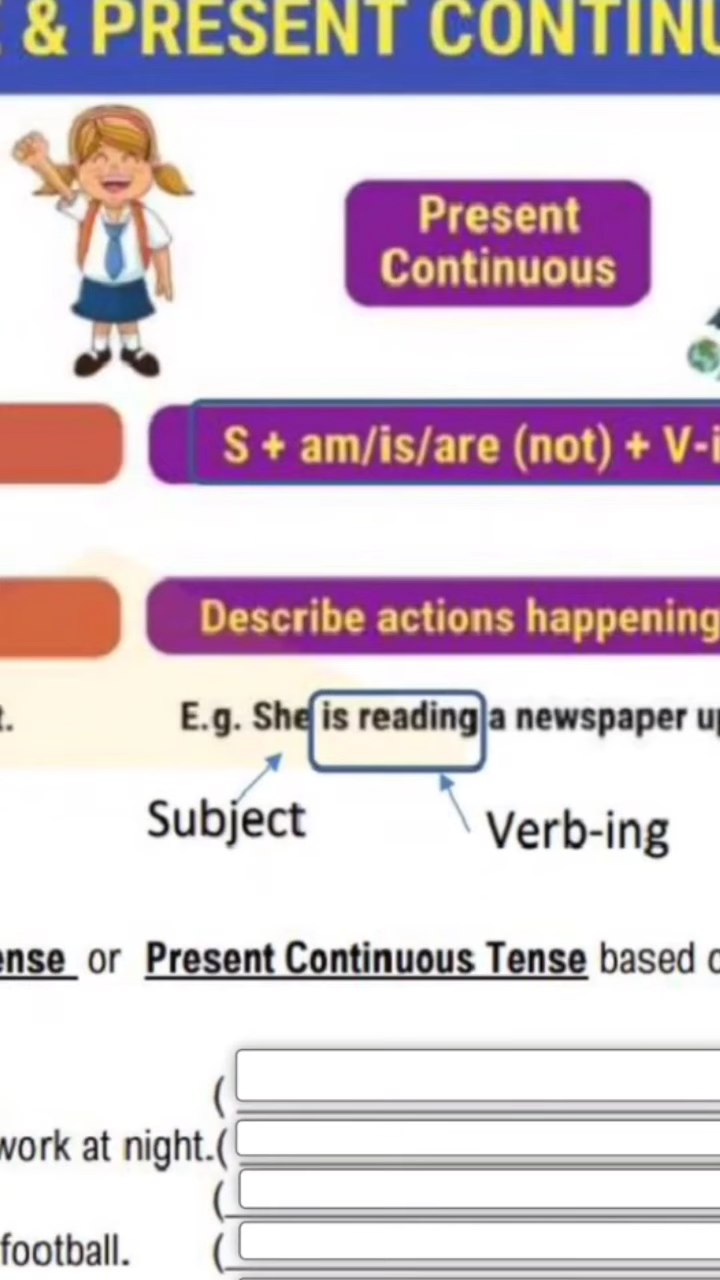 & PRESENT CONTINU
Present
Continuous
S + am/is/are (not) + V-i
Describe actions happening
t.
E.g. She is reading a newspaper up
Subject
Verb-ing
ense or Present Continuous Tense based o
(
work at night.(
(
football. (